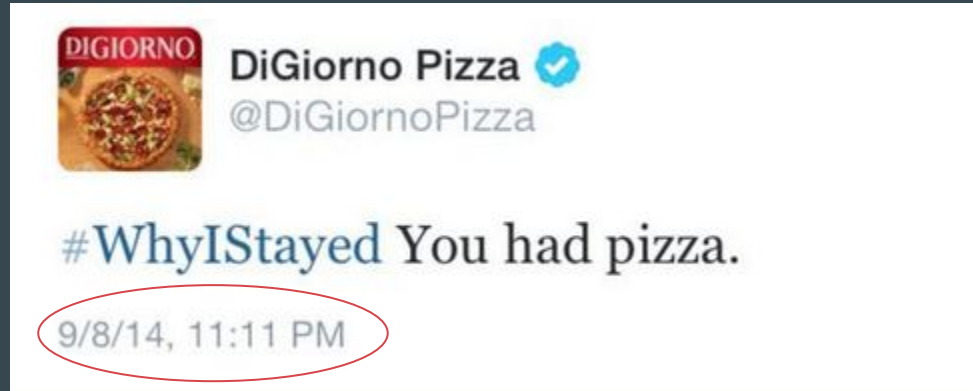 DIGIORNO
DiGiorno Pizza
@DiGiornoPizza
#WhyIStayed You had pizza.
9/8/14, 11:11 PM